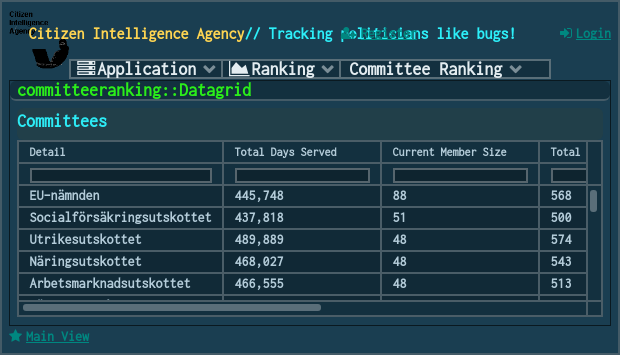 Citizen
Intelligence
Agency
Citizen Intelligence Agency// Tracking politicians like bugs!
Register
Login
Application
Ranking
Committee Ranking
committeeranking::Datagrid
Committees
Detail Total Days Served Current Member Size Total
EU-nämnden 445,748 88 568
Socialförsäkringsutskottet 437,818 51 500
Utrikesutskottet 489,889 48 574
Näringsutskottet 468,027 48 543
Arbetsmarknadsutskottet 466,555 48 513
Main View